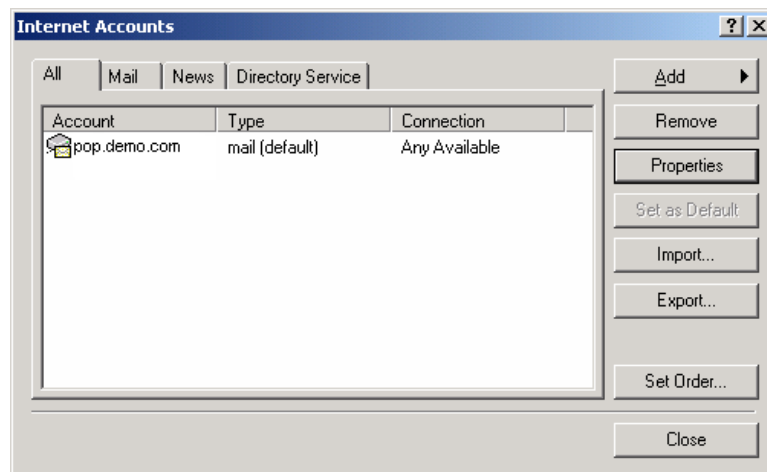 Internet Accounts
All Mail News Directory Service
Add
Account Type Connection
Remove
pop.demo.com mail (default) Any Available
Properties
Set as Default
Import...
Export...
Set Order...
Close